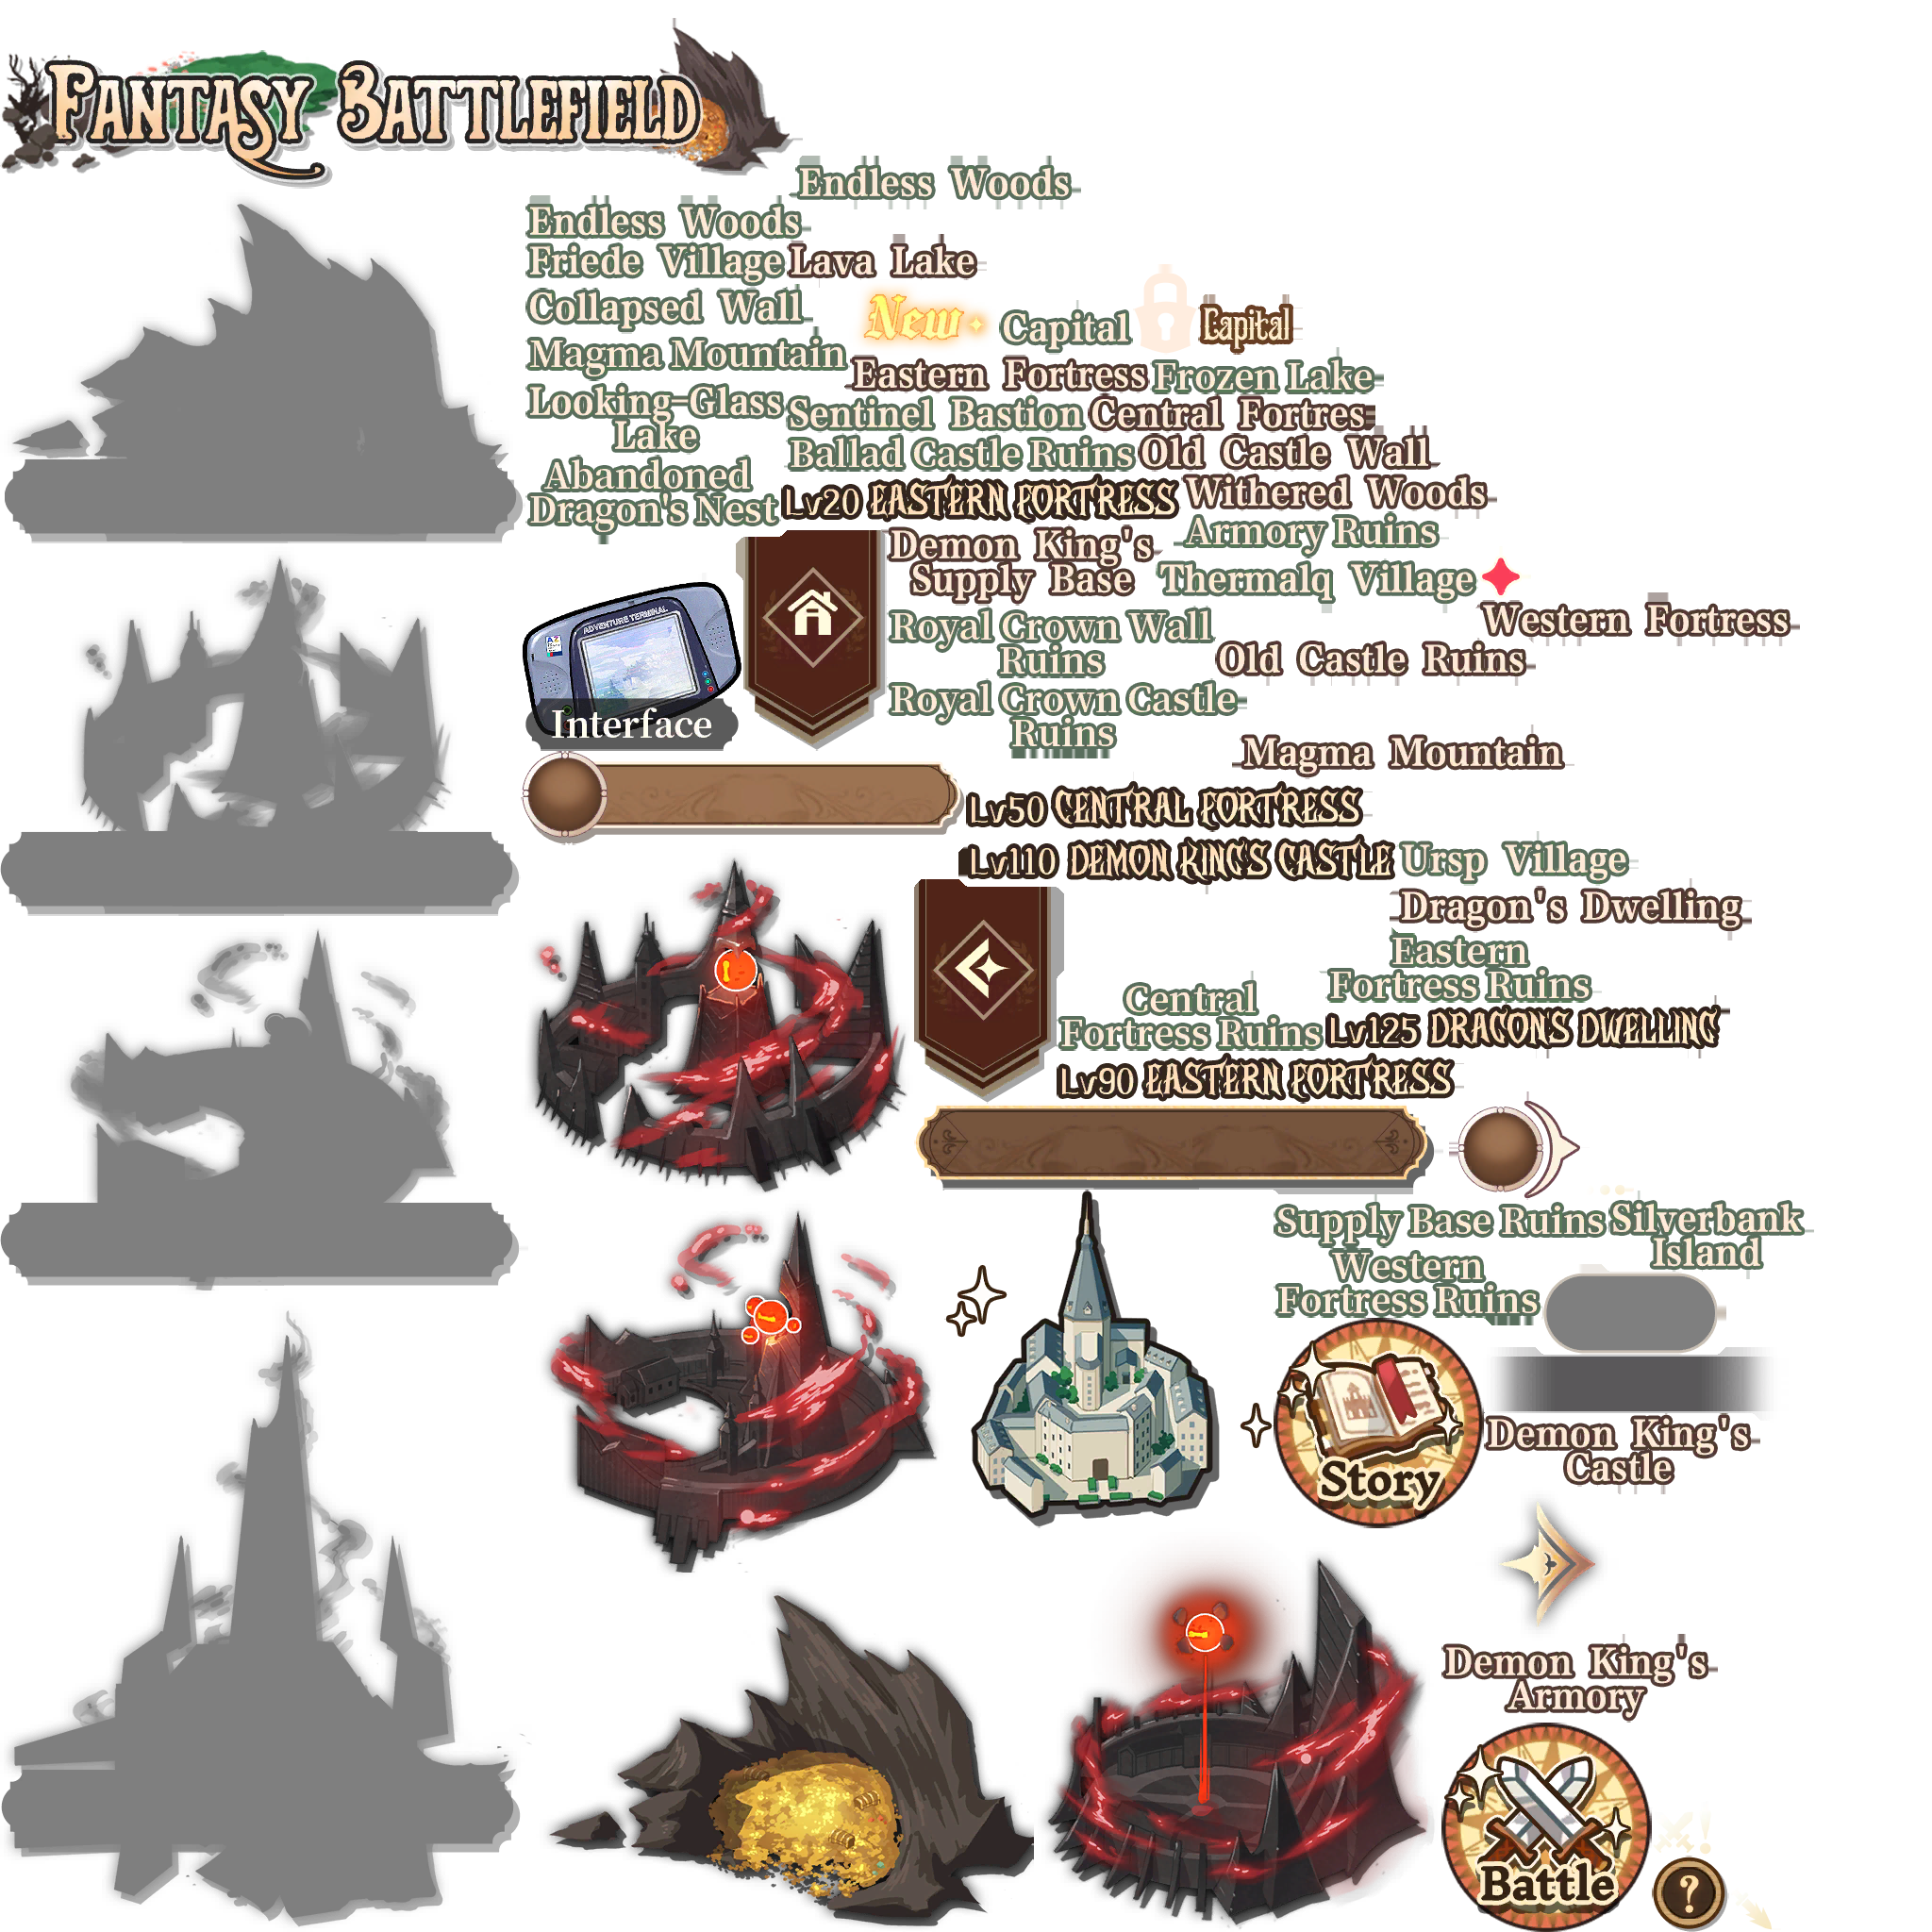 FANTASY BATTLEFIELD
Endless Woods
Endless Woods
Friede Village
Lava Lake
Collapsed Wall
New
Capital
Capital
Magma Mountain
Eastern Fortress
Frozen Lake
Looking-Glass
Lake
Sentinel Bastion
Central Fortres
Ballad Castle Ruins
Old Castle Wall
Abandoned
Dragon's Nest
Lv20 EASTERN FORTRESS
Withered Woods
Demon King's
Supply Base
Armory Ruins
Thermalq Village
Western Fortress
ADVENTURE TERMINAL
Interface
Royal Crown Wall
Ruins
Old Castle Ruins
Royal Crown Castle
Ruins
Magma Mountain
Lv50 CENTRAL FORTRESS
Lv110 DEMON KING'S CASTLE
Ursp Village
Dragon's Dwelling
Eastern
Fortress Ruins
Central
Fortress Ruins
Lv125 DRAGON'S DWELLING
Lv90 EASTERN FORTRESS
Supply Base Ruins
Silverbank
Island
Western
Fortress Ruins
Story
Demon King's
Castle
Demon King's
Armory
Battle
?